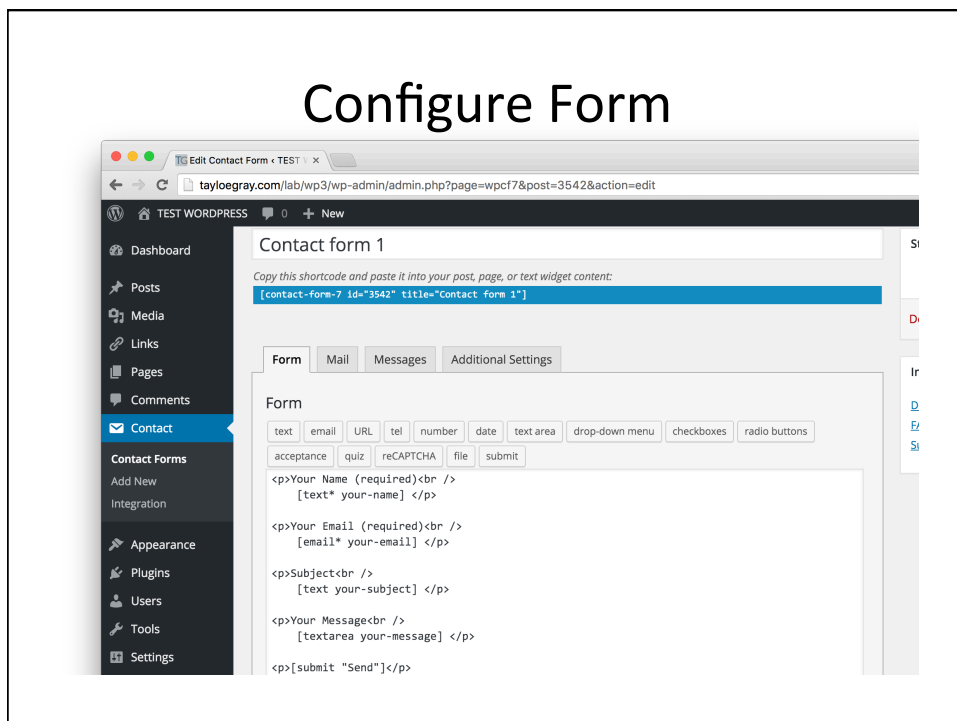 Configure Form
TG Edit Contact Form ‹ TEST W ×
tayloegray.com/lab/wp3/wp-admin/admin.php?page=wpcf7&post=3542&action=edit
TEST WORDPRESS 0 + New
Dashboard
Posts
Media
Links
Pages
Comments
Contact
Contact Forms
Add New
Integration
Appearance
Plugins
Users
Tools
Settings
Contact form 1
Copy this shortcode and paste it into your post, page, or text widget content:
[contact-form-7 id="3542" title="Contact form 1"]
Form Mail Messages Additional Settings
Form
text email URL tel number date text area drop-down menu checkboxes radio buttons
acceptance quiz reCAPTCHA file submit
<p>Your Name (required)<br />
[text* your-name] </p>
<p>Your Email (required)<br />
[email* your-email] </p>
<p>Subject<br />
[text your-subject] </p>
<p>Your Message<br />
[textarea your-message] </p>
<p>[submit "Send"]</p>